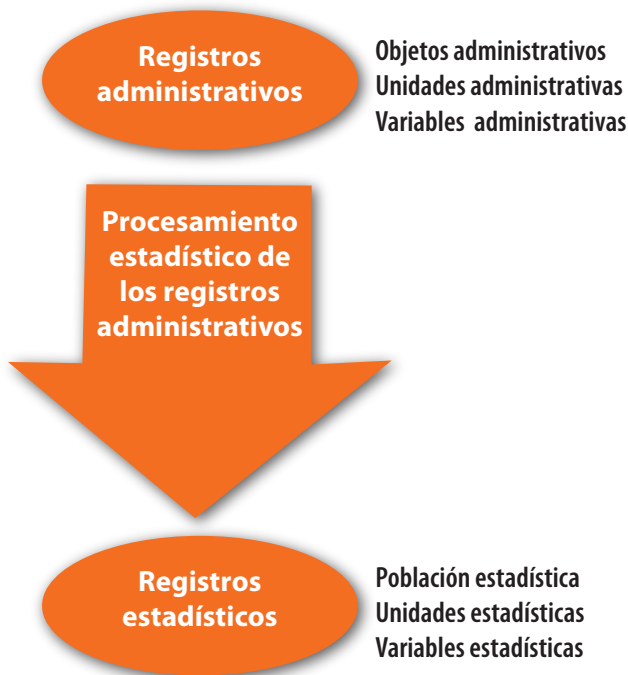 Registros
administrativos
Objetos administrativos
Unidades administrativas
Variables administrativas
Procesamiento
estadístico de
los registros
administrativos
Registros
estadísticos
Población estadística
Unidades estadísticas
Variables estadísticas